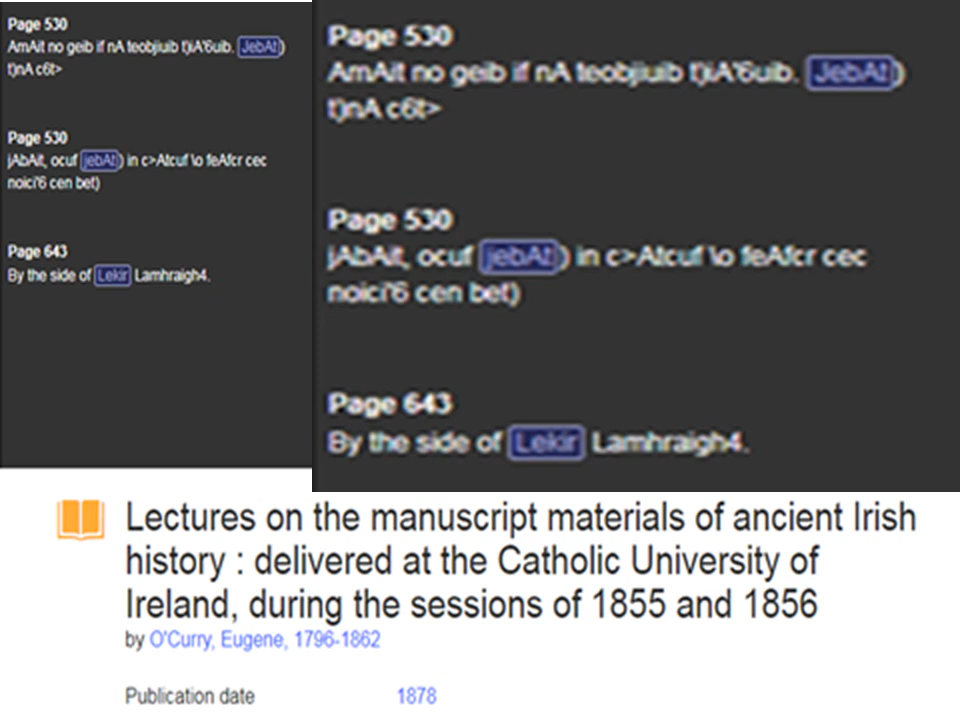 Page 530
AmAit no geib if nA teobjiuib t)iA'6uib. JebAt)
t)nA c6t>
Page 530
jAbAit, ocuf jebAt) in c>Atcuf \o feAfcr cec
noici'6 cen bet)
Page 643
By the side of Lekir Lamhraigh4.
Page 530
AmAit no geib if nA teobjiuib t)iA'6uib. JebAt)
t)nA c6t>
Page 530
jAbAit, ocuf jebAt) in c>Atcuf \o feAfcr cec
noici'6 cen bet)
Page 643
By the side of Lekir Lamhraigh4.
Lectures on the manuscript materials of ancient Irish
history : delivered at the Catholic University of
Ireland, during the sessions of 1855 and 1856
by O'Curry, Eugene, 1796-1862
Publication date 1878